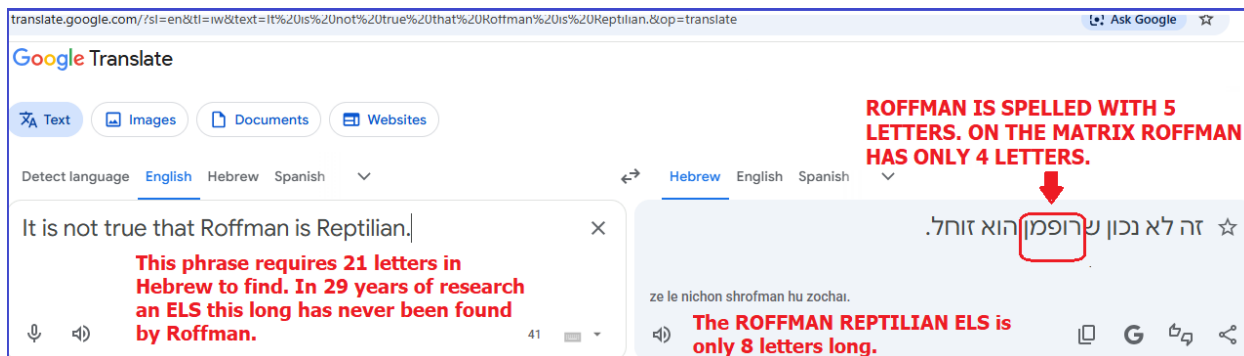 translate.google.com/?sl=en&tl=iw&text=It%20is%20not%20true%20that%20Roffman%20is%20Reptilian.&op=translate
Ask Google
Google Translate
Text
Images
Documents
Websites
ROFFMAN IS SPELLED WITH 5
LETTERS. ON THE MATRIX ROFFMAN
HAS ONLY 4 LETTERS.
Detect language English Hebrew Spanish
Hebrew English Spanish
It is not true that Roffman is Reptilian.
זה לא נכון שרופמן הוא זוחל.
This phrase requires 21 letters in
Hebrew to find. In 29 years of research
an ELS this long has never been found
by Roffman.
41
ze le nichon shrofman hu zochaı.
The ROFFMAN REPTILIAN ELS is
only 8 letters long.